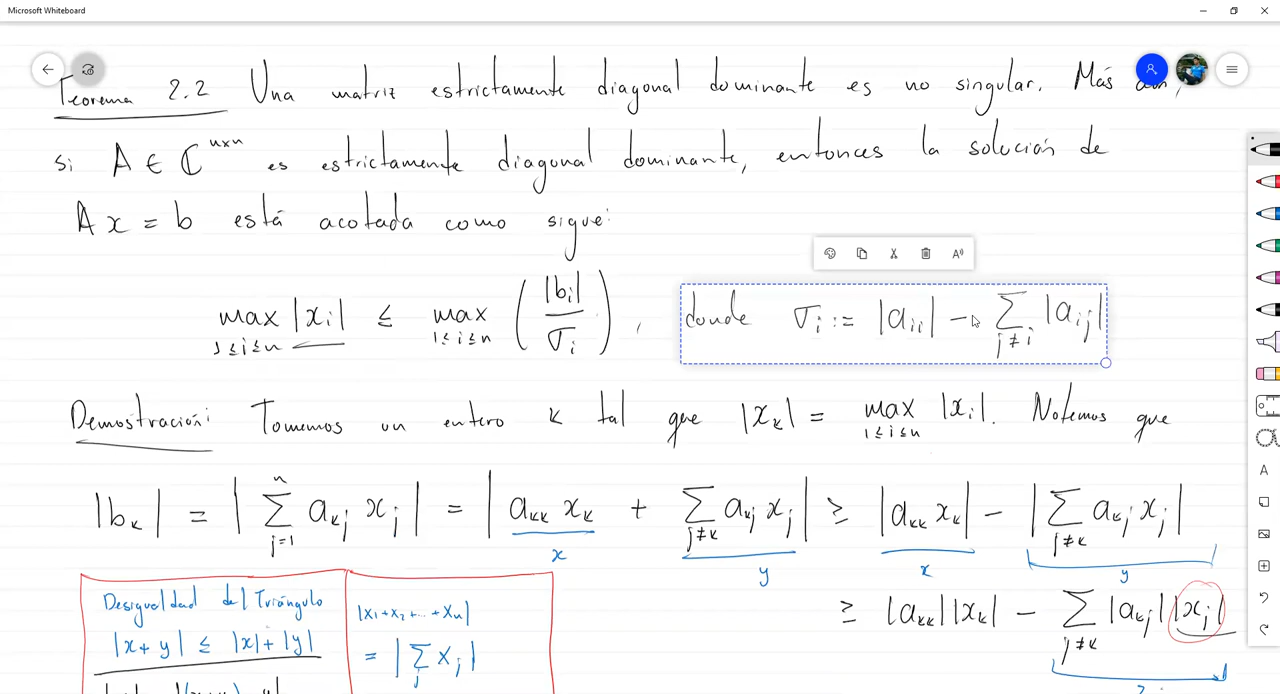 Microsoft Whiteboard
Teorema 2.2 Una matriz estrictamente diagonal dominante es no singular. Más aún,
si A ∈ ℂⁿˣⁿ es estrictamente diagonal dominante, entonces la solución de
A x = b está acotada como sigue:
max_{1≤i≤n} |x_i| ≤ max_{1≤i≤n} ( |b_i| / σ_i ), donde σ_i := |a_ii| − Σ_{j≠i} |a_ij|
Demostración: Tomemos un entero k tal que |x_k| = max_{1≤i≤n} |x_i|. Notemos que
|b_k| = | Σ_{j=1}^{n} a_kj x_j | = | a_kk x_k + Σ_{j≠k} a_kj x_j | ≥ |a_kk x_k| − | Σ_{j≠k} a_kj x_j |
x y x y
≥ |a_kk| |x_k| − Σ_{j≠k} |a_kj| |x_j|
Desigualdad del Triángulo
|x + y| ≤ |x| + |y|
|x₁ + x₂ + ... + x_n|
= | Σ_j x_j |
A